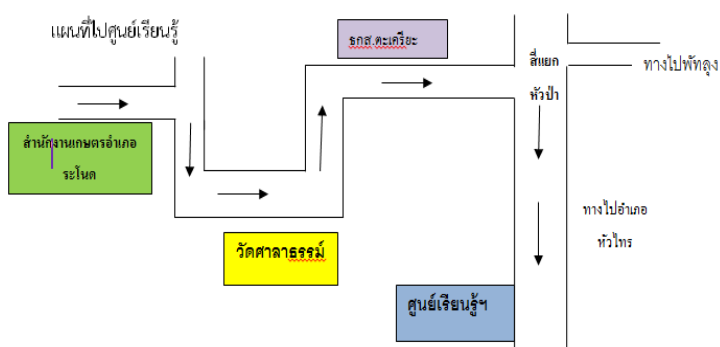 แผนที่ไปศูนย์เรียนรู้
ธกส.ตะเครียะ
สี่แยก
หัวป่า
ทางไปพัทลุง
สำนักงานเกษตรอำเภอ
ระโนด
ทางไปอำเภอ
หัวไทร
วัดศาลาธรรม์
ศูนย์เรียนรู้ฯ